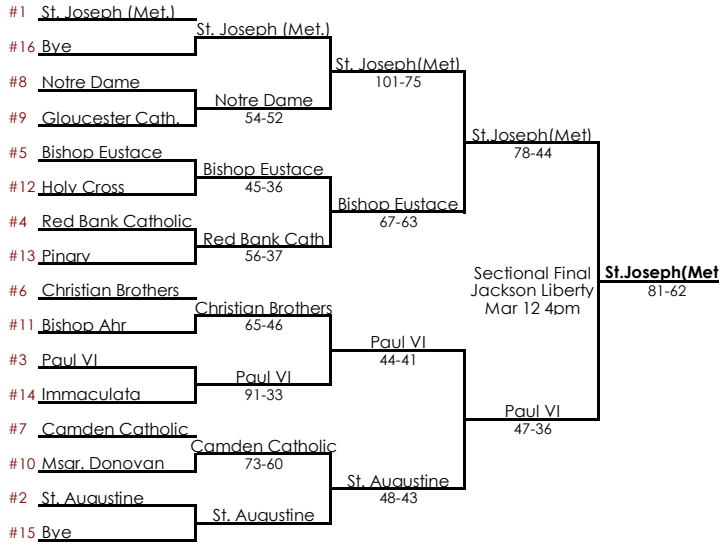 #1 St. Joseph (Met.)
St. Joseph (Met.)
#16 Bye
St. Joseph(Met)
101-75
#8 Notre Dame
Notre Dame
54-52
#9 Gloucester Cath.
St.Joseph(Met)
78-44
#5 Bishop Eustace
Bishop Eustace
45-36
#12 Holy Cross
Bishop Eustace
67-63
#4 Red Bank Catholic
Red Bank Cath
56-37
#13 Pingry
Sectional Final
Jackson Liberty
Mar 12 4pm
St.Joseph(Met
81-62
#6 Christian Brothers
Christian Brothers
65-46
#11 Bishop Ahr
Paul VI
44-41
#3 Paul VI
Paul VI
91-33
#14 Immaculata
Paul VI
47-36
#7 Camden Catholic
Camden Catholic
73-60
#10 Msgr. Donovan
St. Augustine
48-43
#2 St. Augustine
St. Augustine
#15 Bye